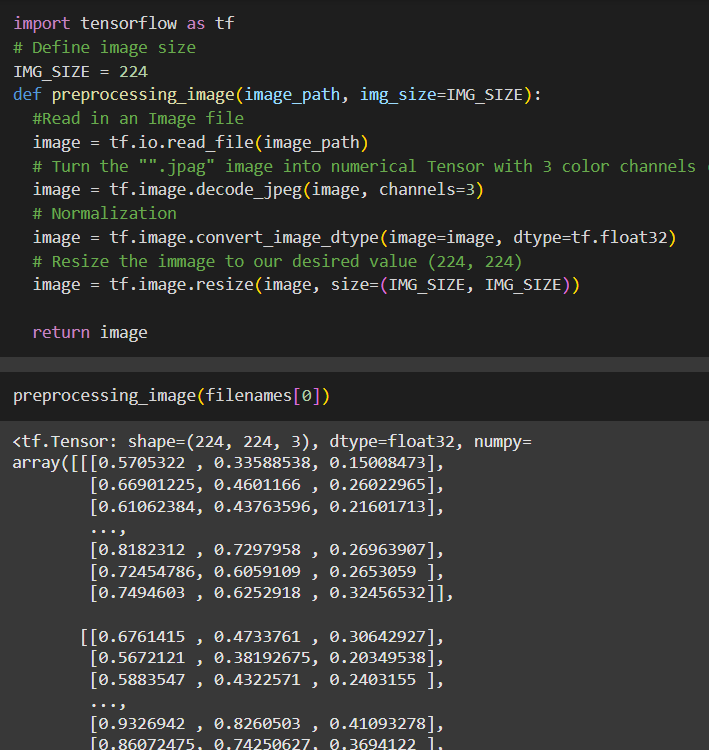 import tensorflow as tf
# Define image size
IMG_SIZE = 224
def preprocessing_image(image_path, img_size=IMG_SIZE):
  #Read in an Image file
  image = tf.io.read_file(image_path)
  # Turn the "".jpag" image into numerical Tensor with 3 color channels
  image = tf.image.decode_jpeg(image, channels=3)
  # Normalization
  image = tf.image.convert_image_dtype(image=image, dtype=tf.float32)
  # Resize the immage to our desired value (224, 224)
  image = tf.image.resize(image, size=(IMG_SIZE, IMG_SIZE))
  return image
preprocessing_image(filenames[0])
<tf.Tensor: shape=(224, 224, 3), dtype=float32, numpy=
array([[[0.5705322 , 0.33588538, 0.15008473],
        [0.66901225, 0.4601166 , 0.26022965],
        [0.61062384, 0.43763596, 0.21601713],
        ...,
        [0.8182312 , 0.7297958 , 0.26963907],
        [0.72454786, 0.6059109 , 0.2653059 ],
        [0.7494603 , 0.6252918 , 0.32456532]],
       [[0.6761415 , 0.4733761 , 0.30642927],
        [0.5672121 , 0.38192675, 0.20349538],
        [0.5883547 , 0.4322571 , 0.2403155 ],
        ...,
        [0.9326942 , 0.8260503 , 0.41093278],
        [0.86072475, 0.74250627, 0.3694122 ],